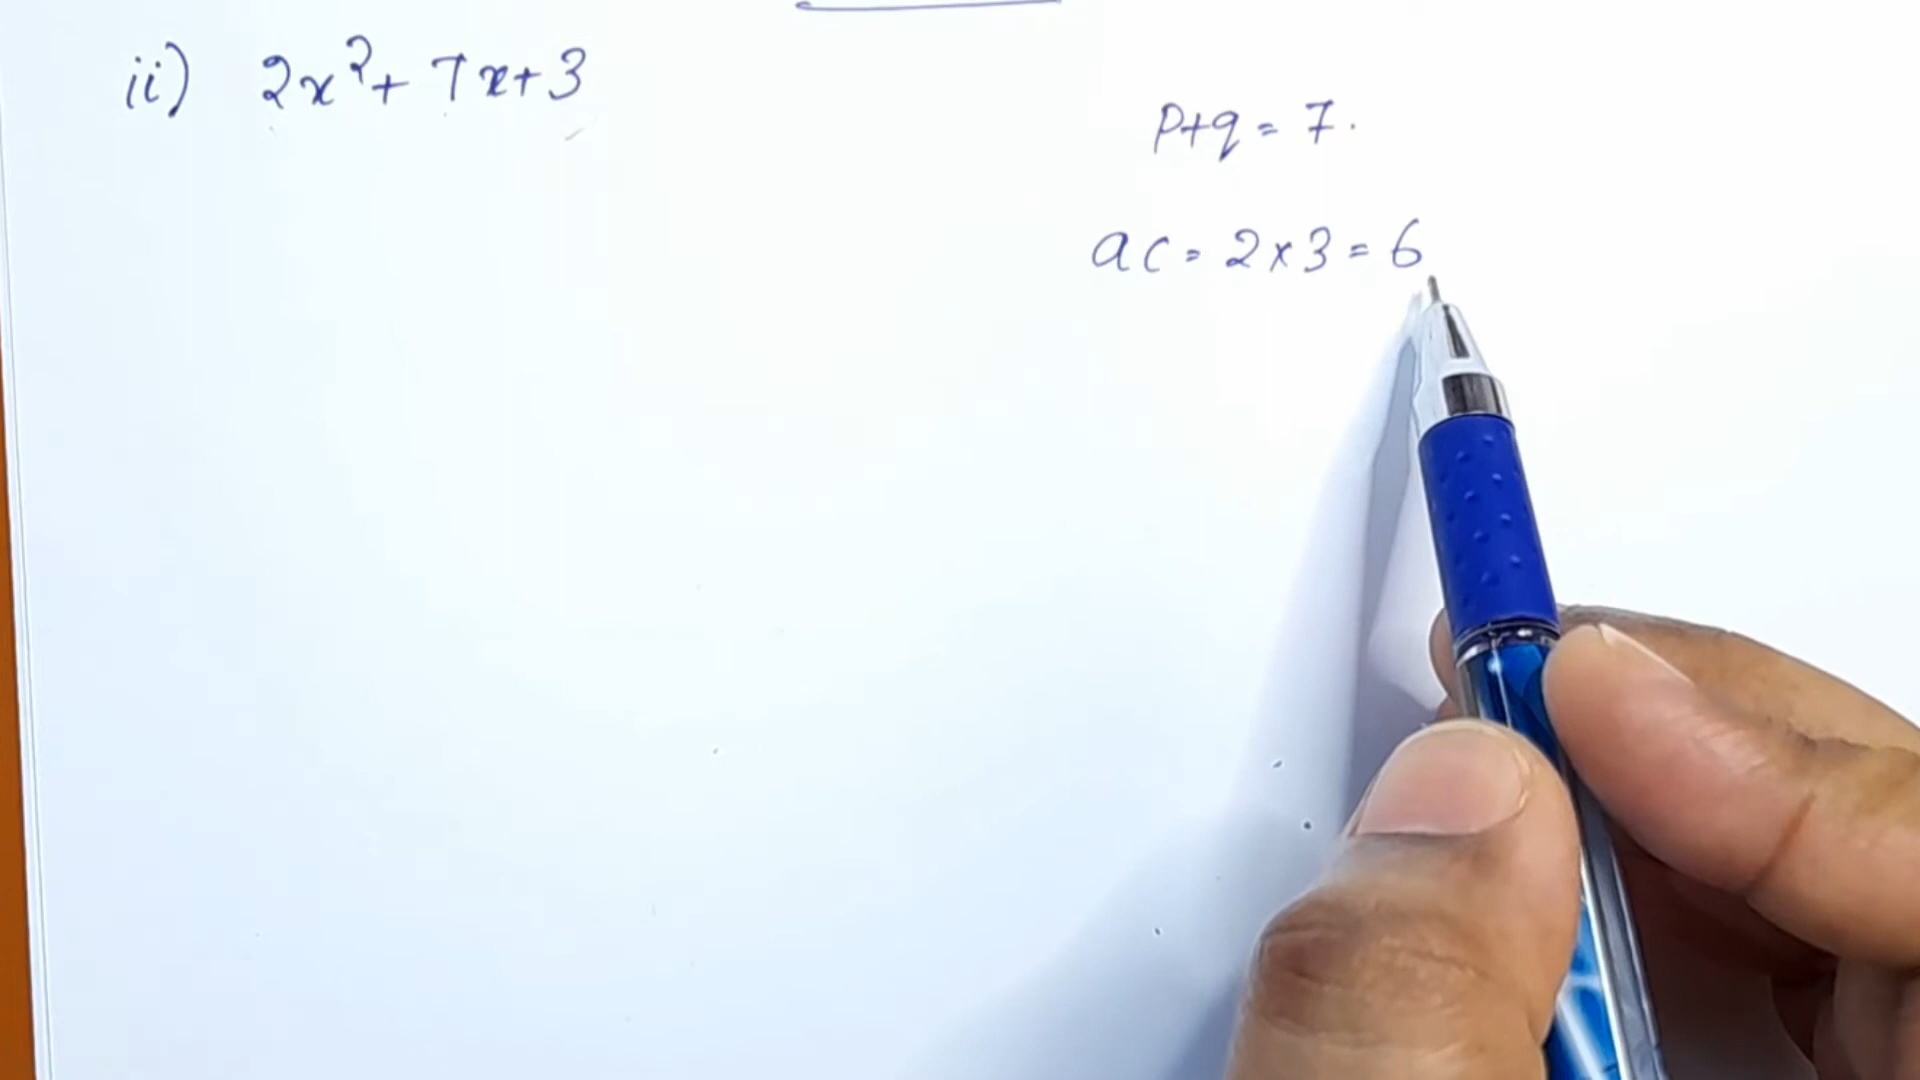 ii) 2x²+ 7x+3
p+q = 7.
ac = 2×3 = 6